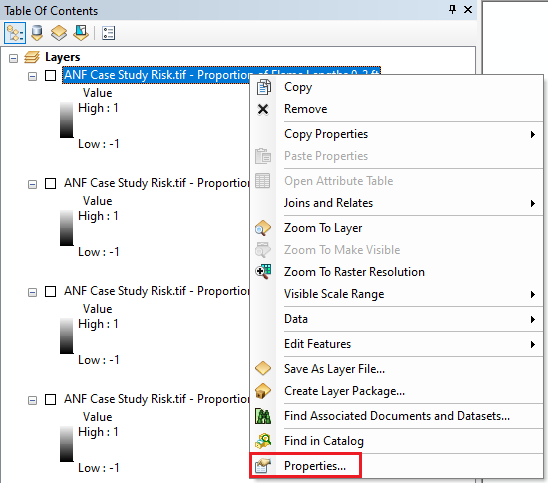 Table Of Contents
Layers
ANF Case Study Risk.tif - Proportion of Flame Lengths 0-2 ft
Value
High : 1
Low : -1
ANF Case Study Risk.tif - Proportion
Value
High : 1
Low : -1
ANF Case Study Risk.tif - Proportion
Value
High : 1
Low : -1
ANF Case Study Risk.tif - Proportion
Value
High : 1
Low : -1
Copy
Remove
Copy Properties
Paste Properties
Open Attribute Table
Joins and Relates
Zoom To Layer
Zoom To Make Visible
Zoom To Raster Resolution
Visible Scale Range
Data
Edit Features
Save As Layer File...
Create Layer Package...
Find Associated Documents and Datasets...
Find in Catalog
Properties...